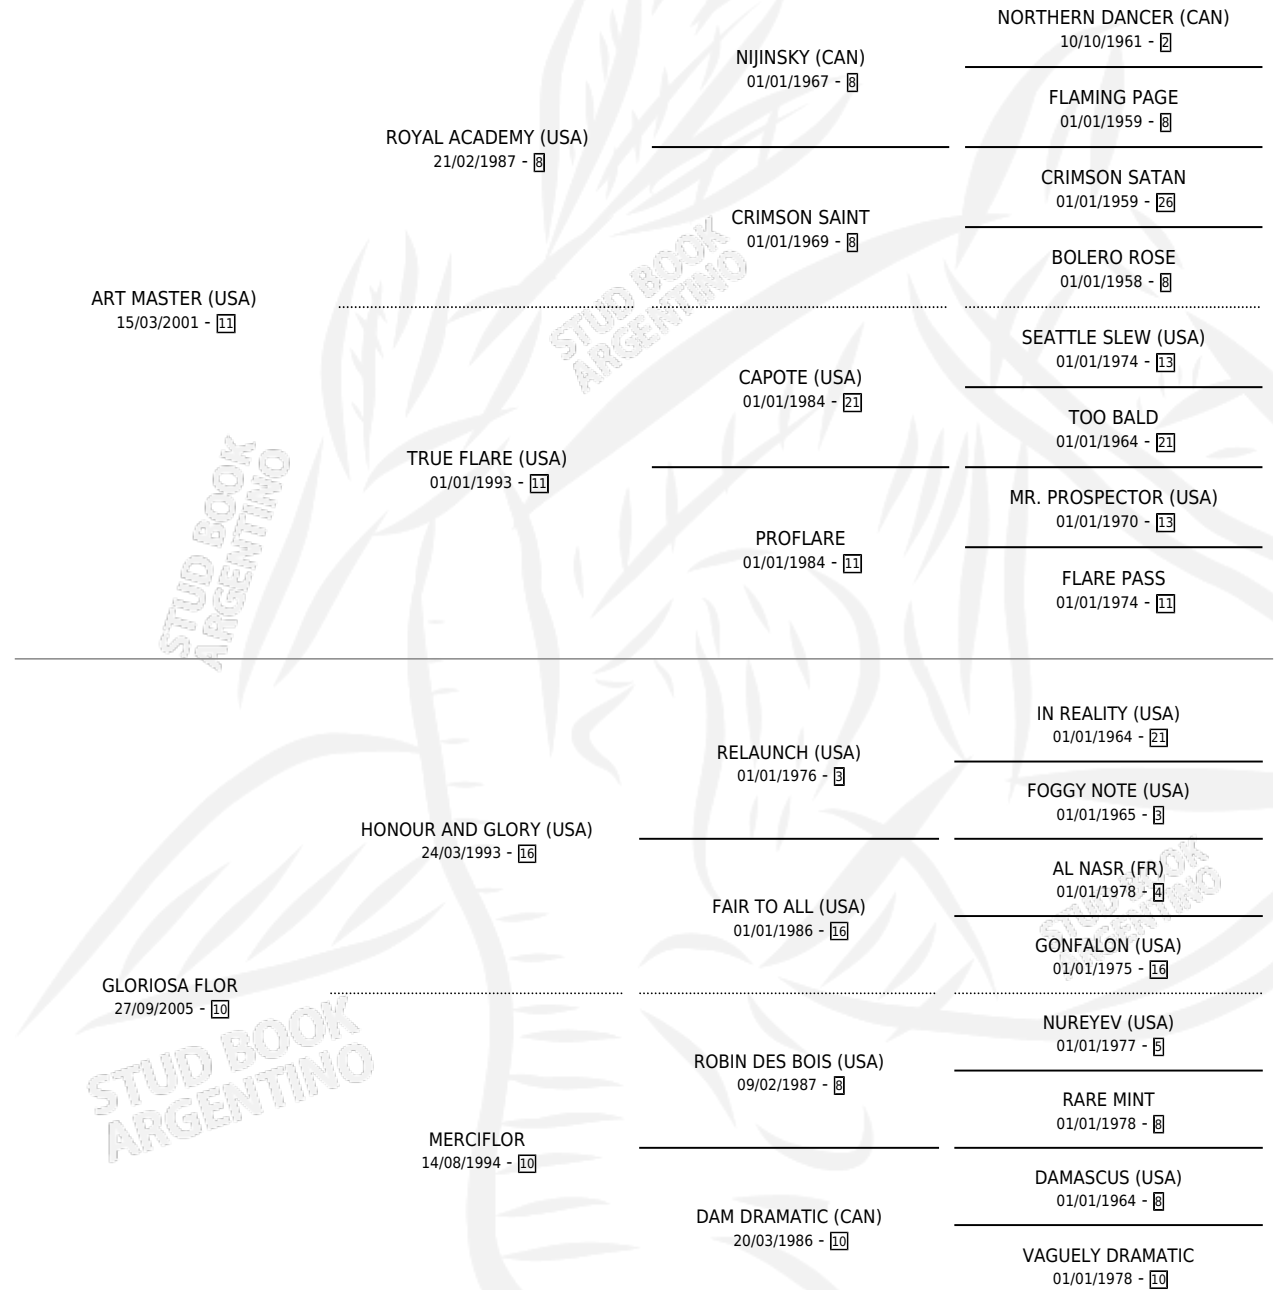 NORTHERN DANCER (CAN)
10/10/1961 - 2
NIJINSKY (CAN)
01/01/1967 - 8
FLAMING PAGE
01/01/1959 - 8
ROYAL ACADEMY (USA)
21/02/1987 - 8
CRIMSON SATAN
01/01/1959 - 26
CRIMSON SAINT
01/01/1969 - 8
BOLERO ROSE
01/01/1958 - 8
ART MASTER (USA)
15/03/2001 - 11
STUD BOOK
ARGENTINO
SEATTLE SLEW (USA)
01/01/1974 - 13
CAPOTE (USA)
01/01/1984 - 21
TOO BALD
01/01/1964 - 21
TRUE FLARE (USA)
01/01/1993 - 11
MR. PROSPECTOR (USA)
01/01/1970 - 13
PROFLARE
01/01/1984 - 11
FLARE PASS
01/01/1974 - 11
STUD BOOK
ARGENTINO
IN REALITY (USA)
01/01/1964 - 21
RELAUNCH (USA)
01/01/1976 - 3
FOGGY NOTE (USA)
01/01/1965 - 3
HONOUR AND GLORY (USA)
24/03/1993 - 16
AL NASR (FR)
01/01/1978 - 4
FAIR TO ALL (USA)
01/01/1986 - 16
GONFALON (USA)
01/01/1975 - 16
STUD BOOK
ARGENTINO
GLORIOSA FLOR
27/09/2005 - 10
STUD BOOK
ARGENTINO
NUREYEV (USA)
01/01/1977 - 5
ROBIN DES BOIS (USA)
09/02/1987 - 8
RARE MINT
01/01/1978 - 8
MERCIFLOR
14/08/1994 - 10
DAMASCUS (USA)
01/01/1964 - 8
DAM DRAMATIC (CAN)
20/03/1986 - 10
VAGUELY DRAMATIC
01/01/1978 - 10